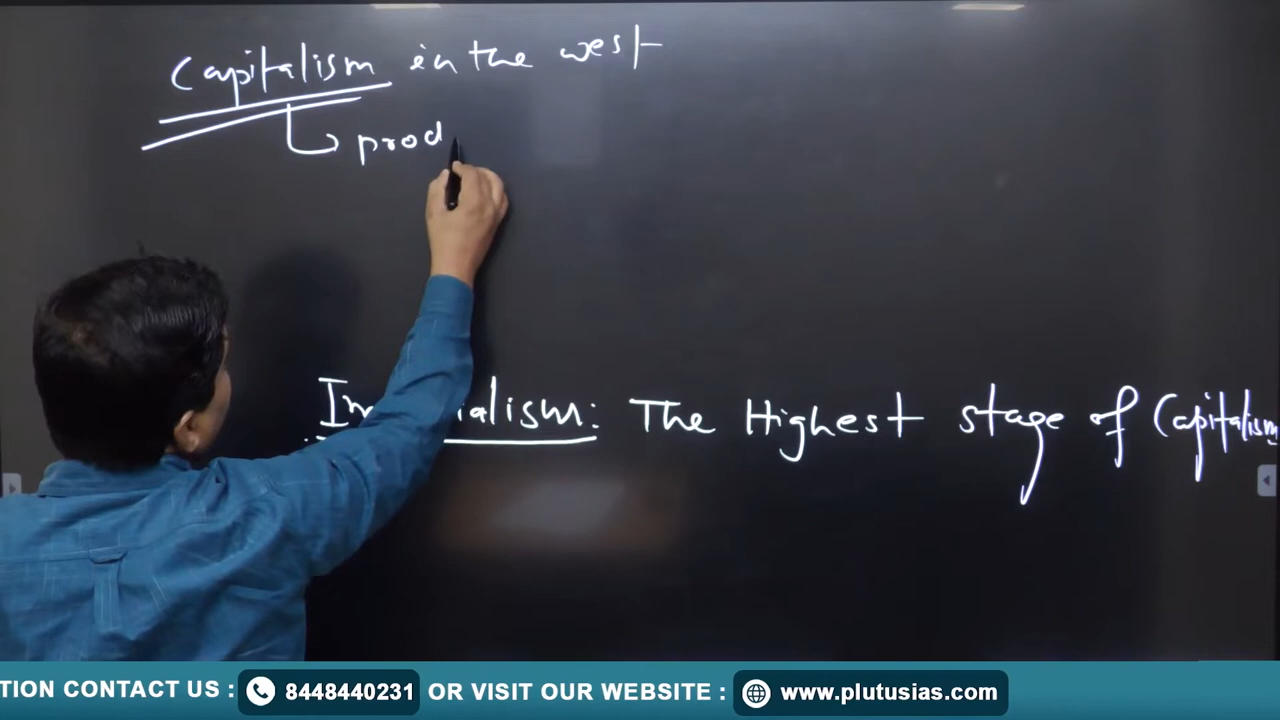 Capitalism in the west
prod
Imperialism: The Highest stage of Capitalism
TION CONTACT US : 8448440231 OR VISIT OUR WEBSITE : www.plutusias.com